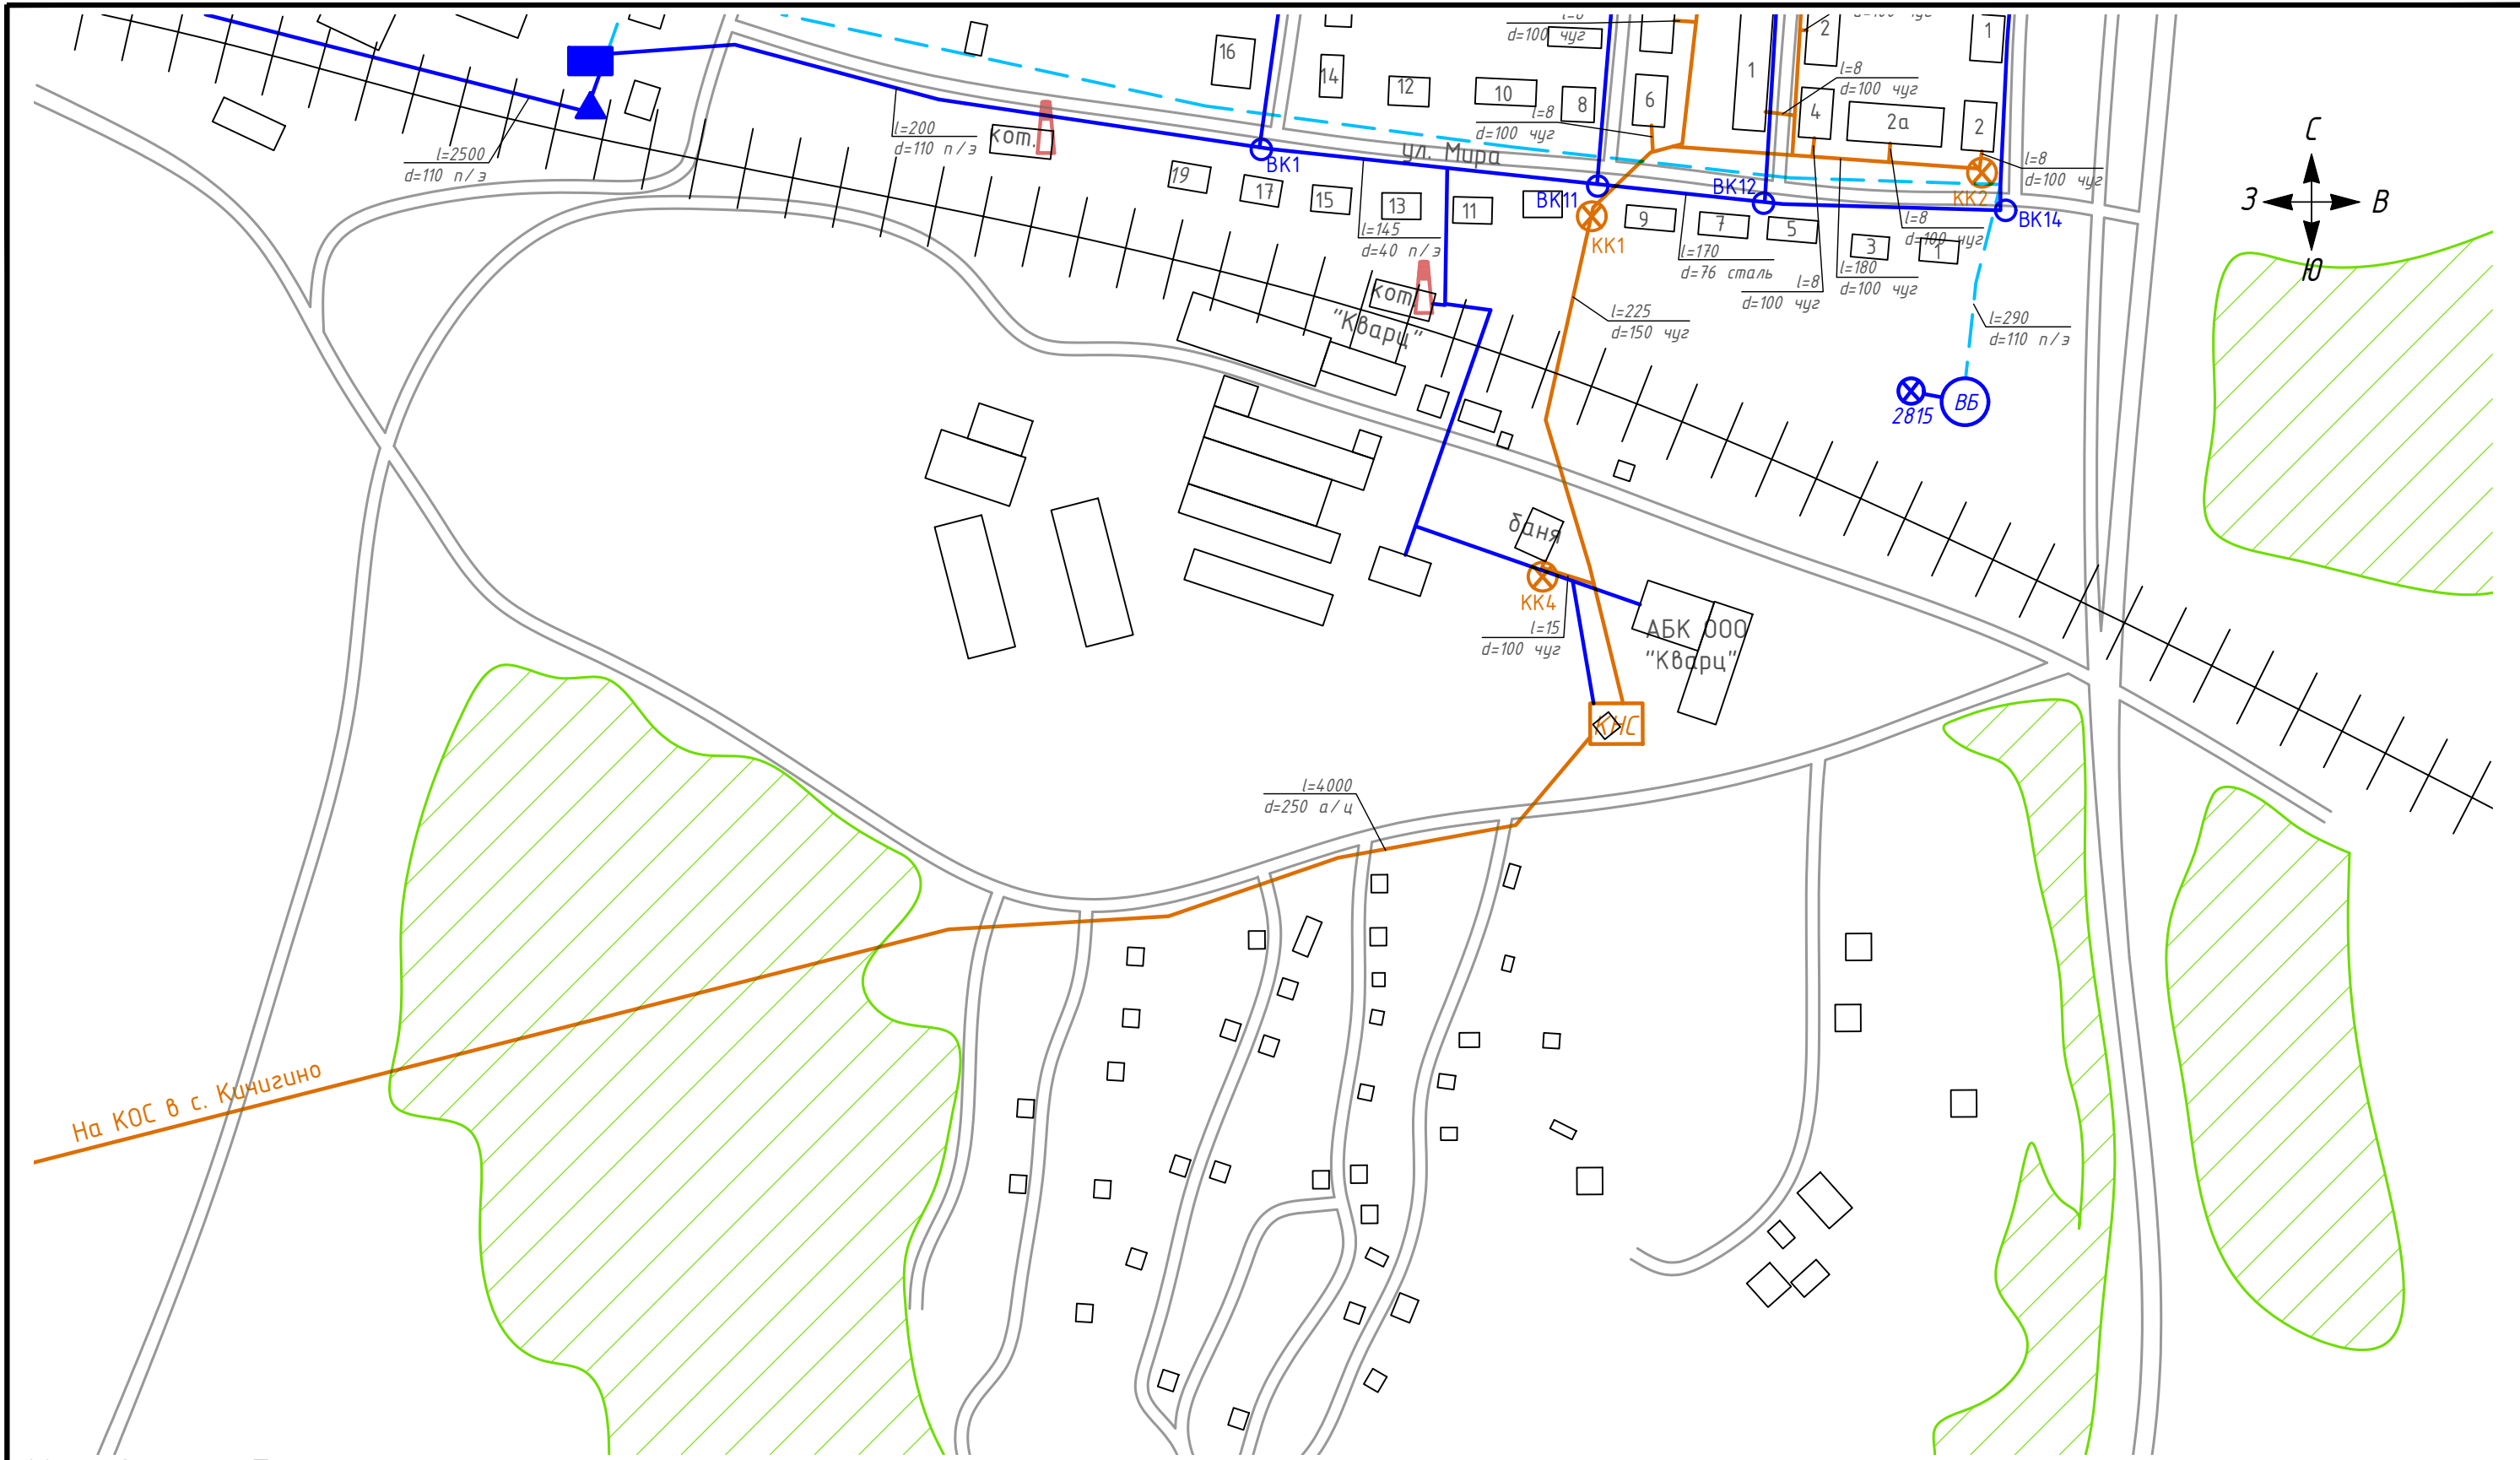 d=100 чуг
2
1
16
14
12
10
8
6
1
l=8
d=100 чуг
4
2а
2
l=8
d=100 чуг
l=8
d=100 чуг
l=200
d=110 п/э
кот.
ВК1
ул. Мира
l=2500
d=110 п/э
19
17
15
13
11
ВК11
ВК12
КК2
ВК14
С
З
В
Ю
9
7
5
3
1
КК1
l=145
d=40 п/э
l=170
d=76 сталь
l=8
d=100 чуг
l=8
d=100 чуг
l=180
d=100 чуг
кот.
"Кварц"
l=225
d=150 чуг
l=290
d=110 п/э
2815
ВБ
баня
КК4
l=15
d=100 чуг
АБК ООО
"Кварц"
КНС
l=4000
d=250 а/ц
На КОС в с. Кичигино